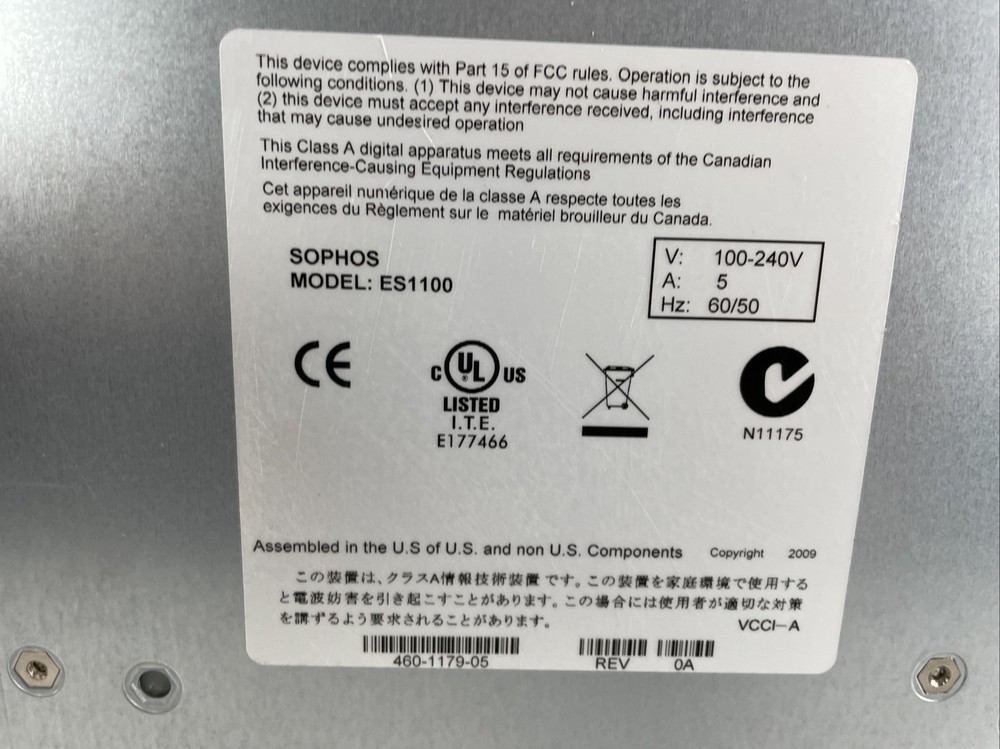 This device complies with Part 15 of FCC rules. Operation is subject to the
following conditions. (1) This device may not cause harmful interference and
(2) this device must accept any interference received, including interference
that may cause undesired operation
This Class A digital apparatus meets all requirements of the Canadian
Interference-Causing Equipment Regulations
Cet appareil numérique de la classe A respecte toutes les
exigences du Règlement sur le matériel brouilleur du Canada.
SOPHOS
MODEL: ES1100
V: 100-240V
A: 5
Hz: 60/50
CE
C UL US
LISTED
I.T.E.
E177466
N11175
Assembled in the U.S of U.S. and non U.S. Components Copyright 2009
この装置は、クラスA情報技術装置です。この装置を家庭環境で使用する
と電波妨害を引き起こすことがあります。この場合には使用者が適切な対策
を講ずるよう要求されることがあります。
VCCI-A
460-1179-05
REV 0A